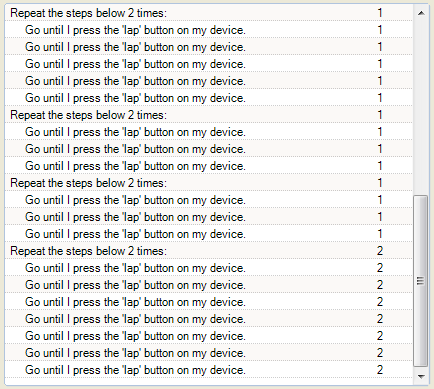 Repeat the steps below 2 times: 1
Go until I press the 'lap' button on my device. 1
Go until I press the 'lap' button on my device. 1
Go until I press the 'lap' button on my device. 1
Go until I press the 'lap' button on my device. 1
Go until I press the 'lap' button on my device. 1
Repeat the steps below 2 times: 1
Go until I press the 'lap' button on my device. 1
Go until I press the 'lap' button on my device. 1
Go until I press the 'lap' button on my device. 1
Repeat the steps below 2 times: 1
Go until I press the 'lap' button on my device. 1
Go until I press the 'lap' button on my device. 1
Go until I press the 'lap' button on my device. 1
Repeat the steps below 2 times: 2
Go until I press the 'lap' button on my device. 2
Go until I press the 'lap' button on my device. 2
Go until I press the 'lap' button on my device. 2
Go until I press the 'lap' button on my device. 2
Go until I press the 'lap' button on my device. 2
Go until I press the 'lap' button on my device. 2
Go until I press the 'lap' button on my device. 2